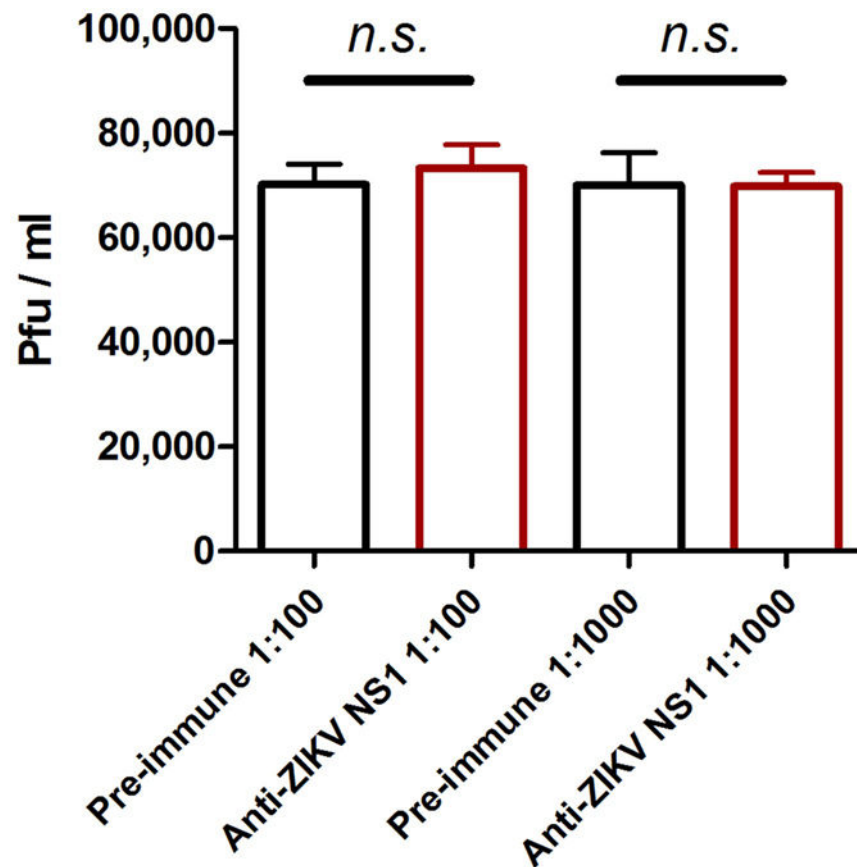 100,000
80,000
60,000
40,000
20,000
0
Pfu / ml
n.s.
n.s.
Pre-immune 1:100
Anti-ZIKV NS1 1:100
Pre-immune 1:1000
Anti-ZIKV NS1 1:1000